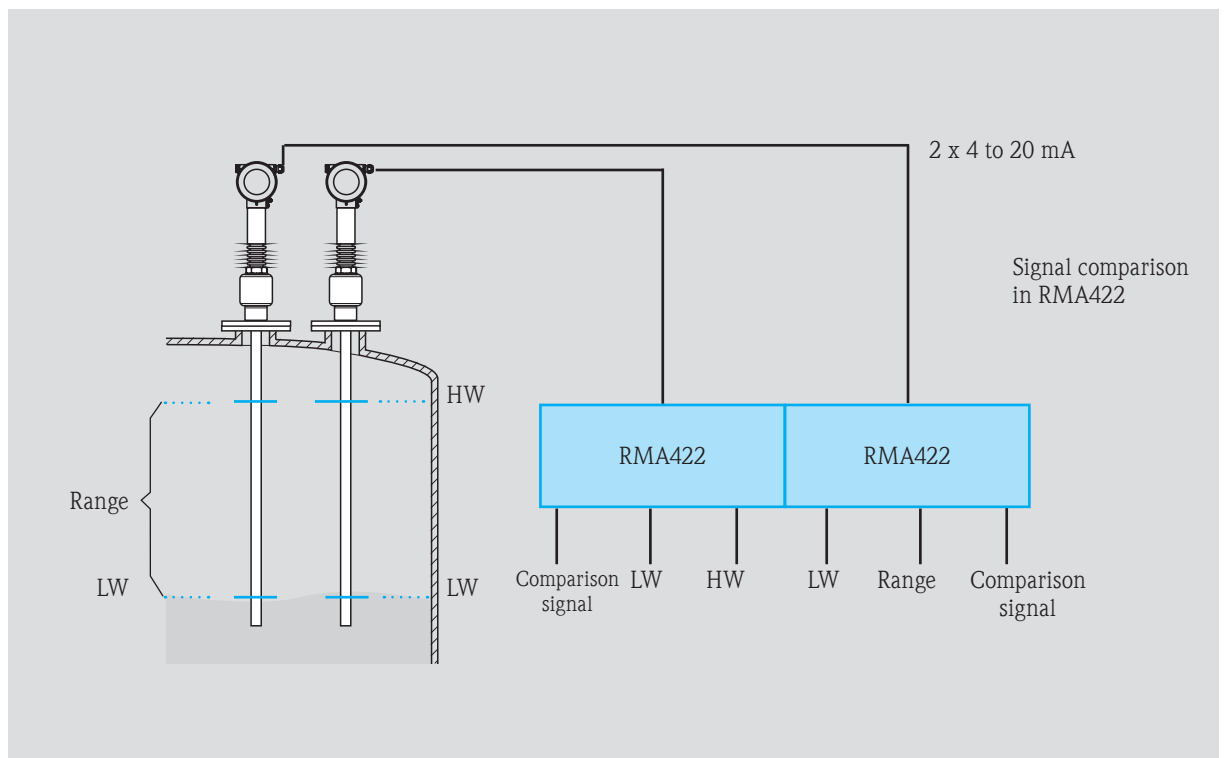 2 x 4 to 20 mA
Signal comparison
in RMA422
HW
RMA422
RMA422
Range
LW
LW
Comparison
signal
LW
HW
LW
Range
Comparison
signal